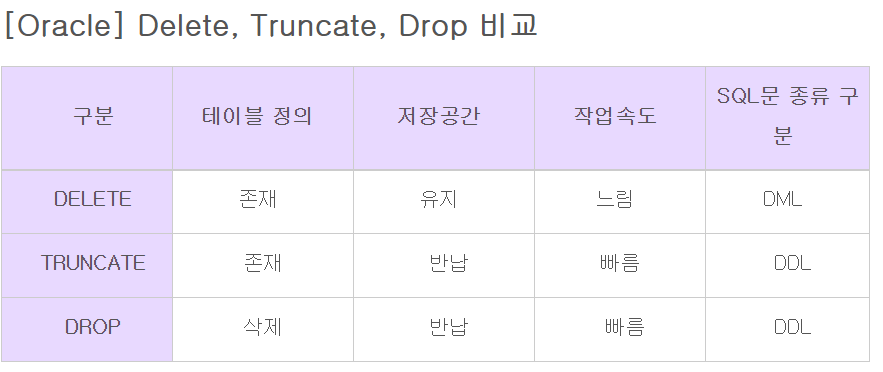 [Oracle] Delete, Truncate, Drop 비교
구분 테이블 정의 저장공간 작업속도 SQL문 종류 구
분
DELETE 존재 유지 느림 DML
TRUNCATE 존재 반납 빠름 DDL
DROP 삭제 반납 빠름 DDL